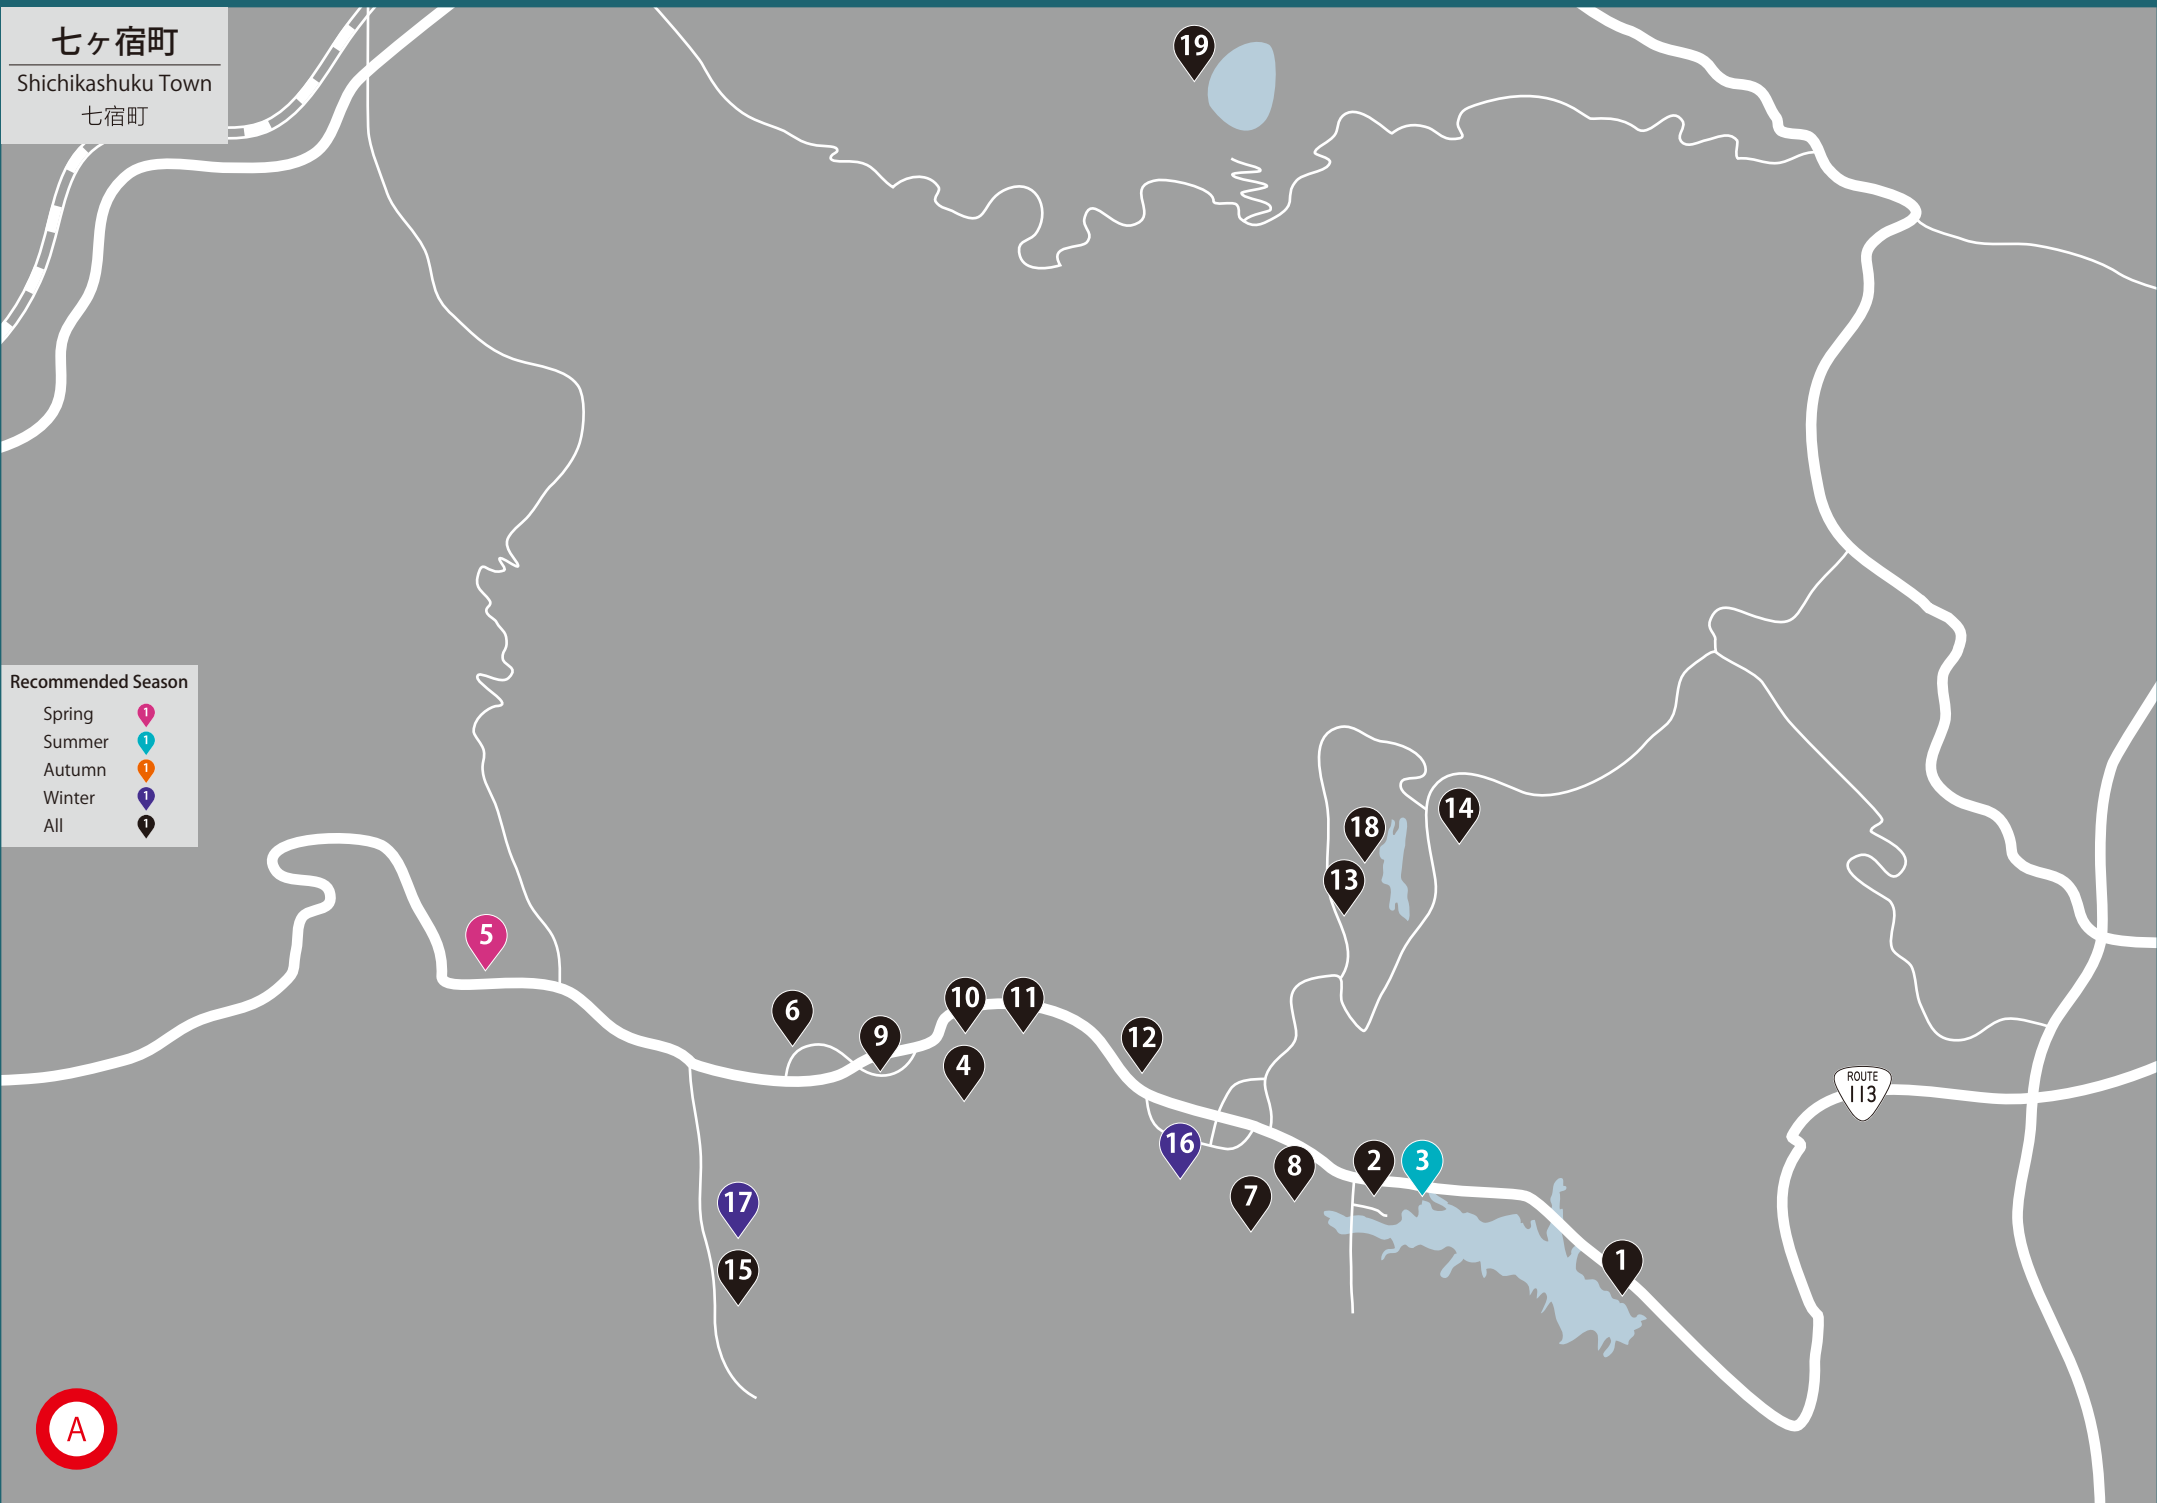 七ヶ宿町
Shichikashuku Town
七宿町
19
Recommended Season
Spring 1
Summer 1
Autumn 1
Winter 1
All 1
14
18
13
5
10
11
6
9
12
4
ROUTE
113
16
2
3
8
7
17
1
15
A